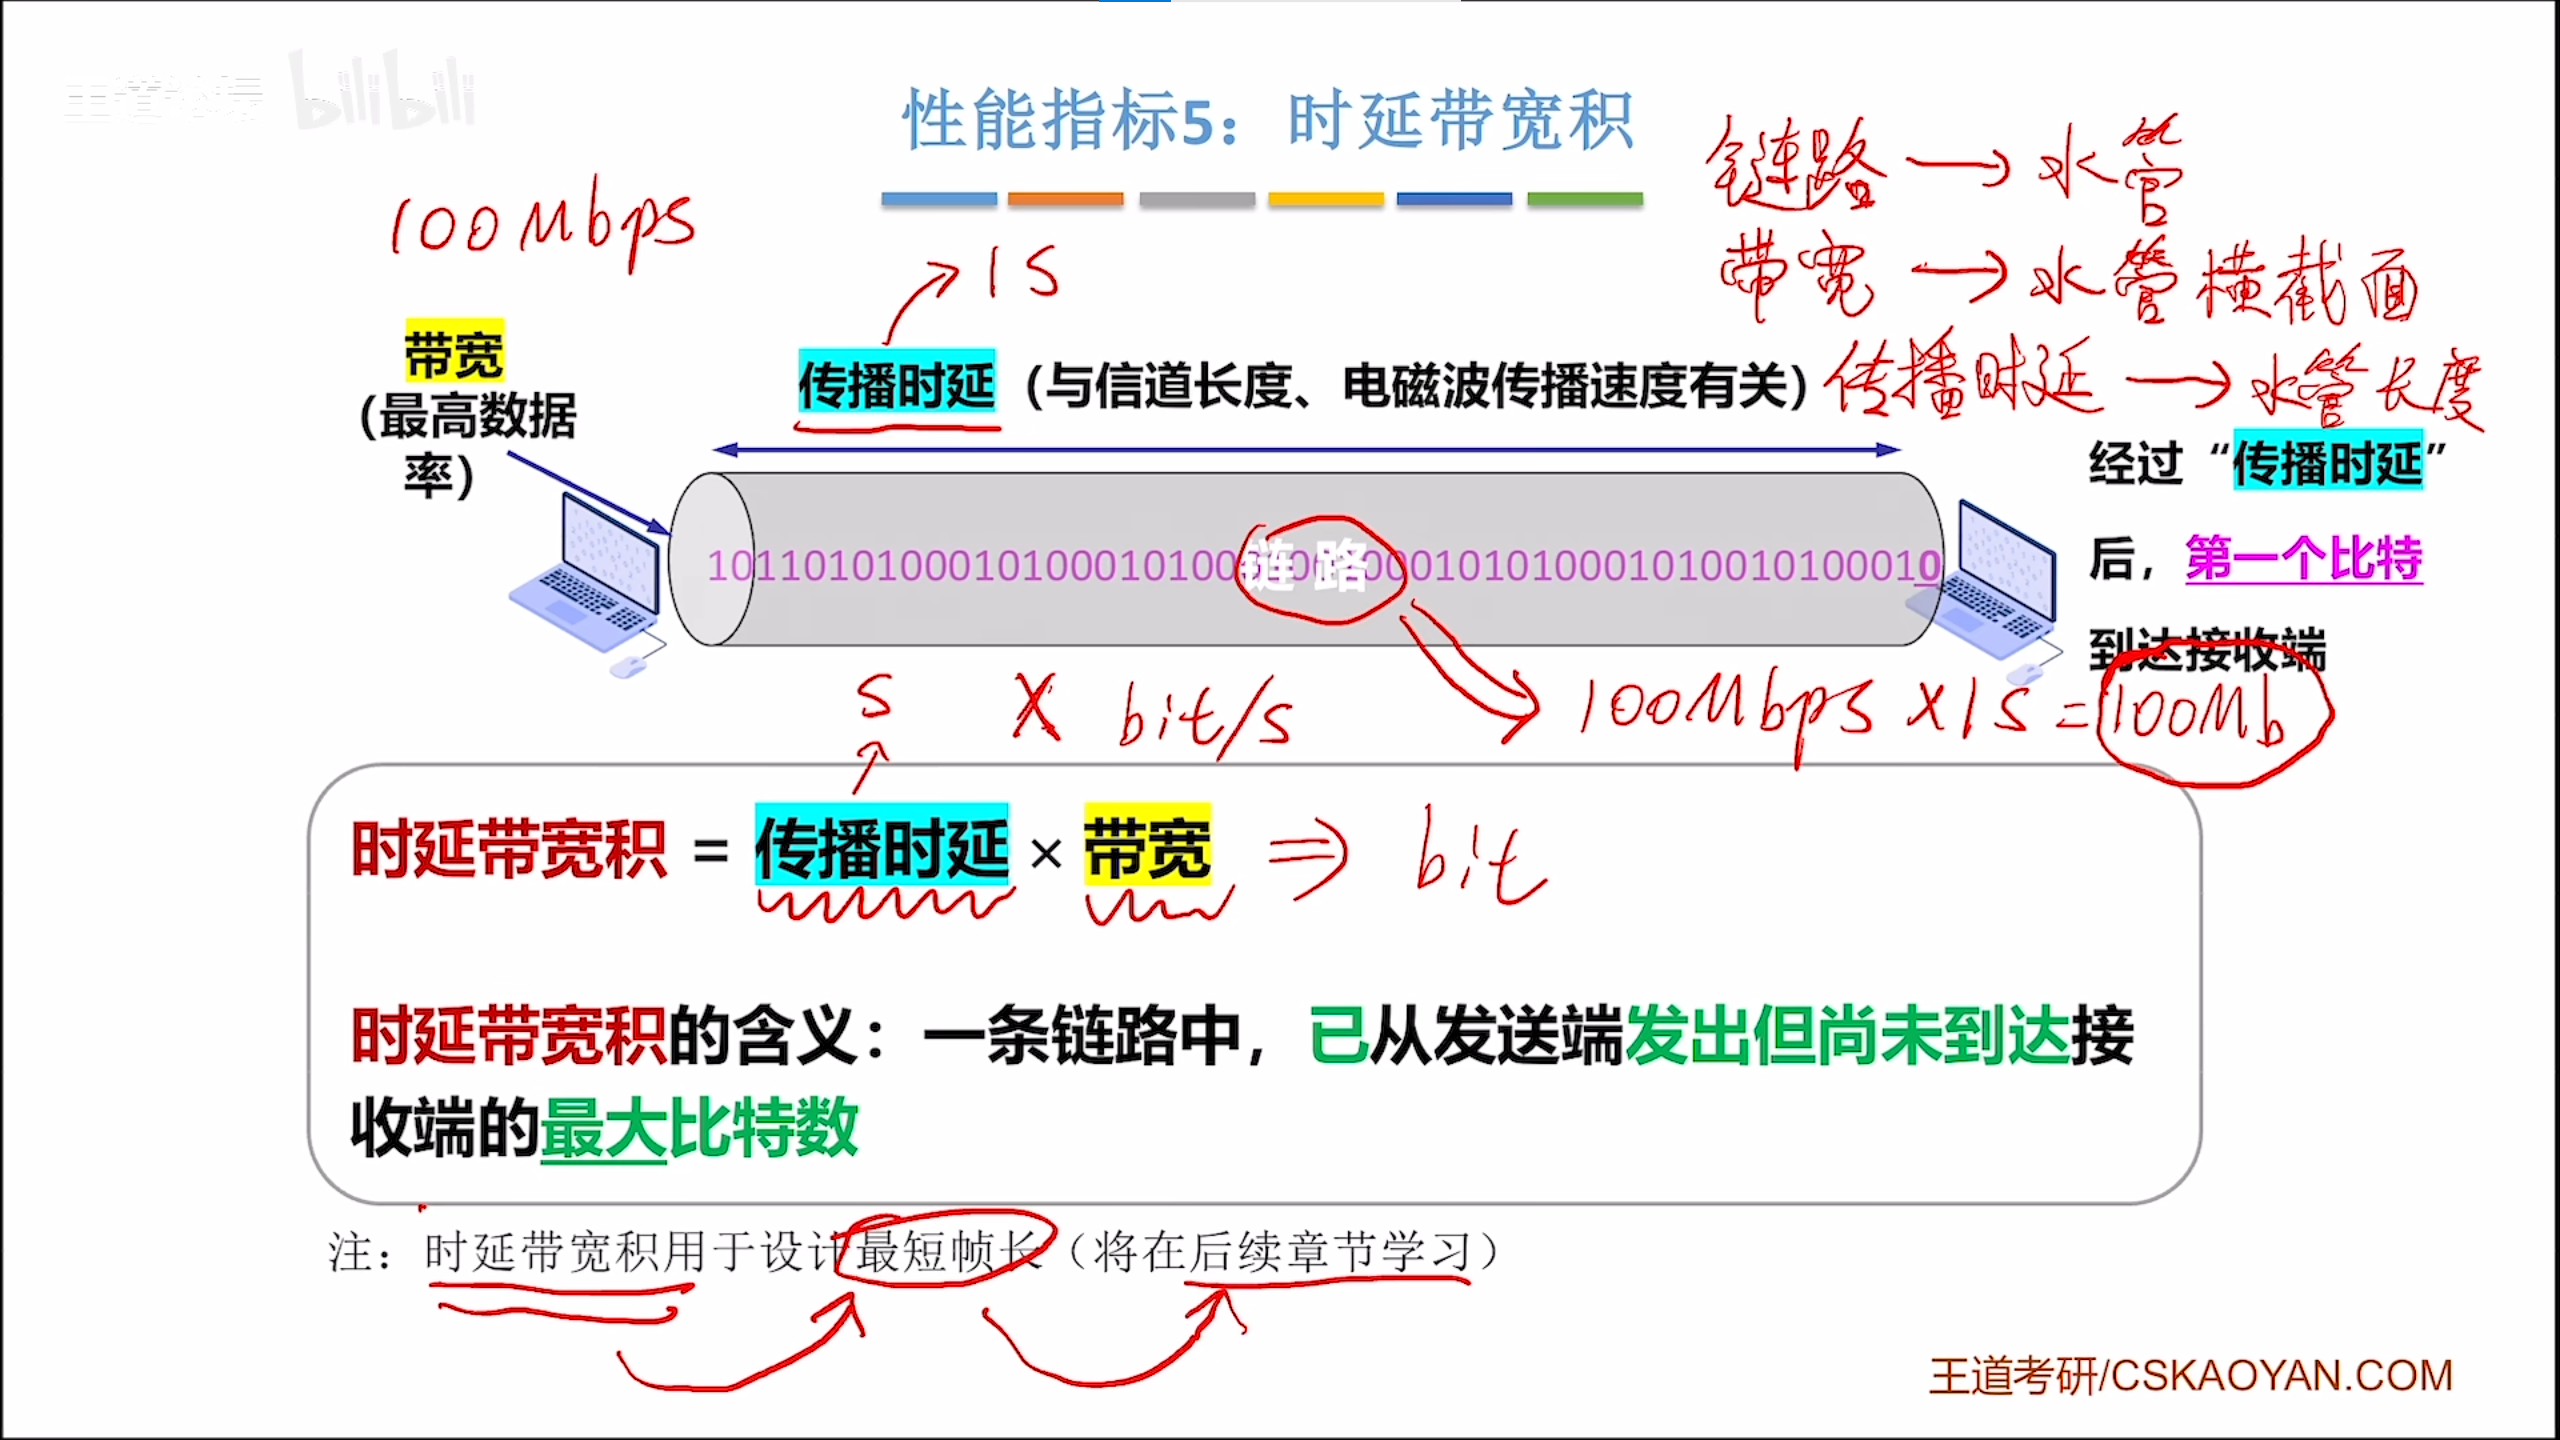 王道论坛 bilibili
性能指标5：时延带宽积
链路 → 水管
100Mbps
带宽 → 水管横截面
1S
带宽
（最高数据
率）
传播时延（与信道长度、电磁波传播速度有关）
传播时延 → 水管长度
经过“传播时延”
后，第一个比特
到达接收端
链 路
S X bit/s
100Mbps X1S =100Mb
时延带宽积 = 传播时延 × 带宽 ⇒ bit
时延带宽积的含义：一条链路中，已从发送端发出但尚未到达接
收端的最大比特数
注：时延带宽积用于设计最短帧长（将在后续章节学习）
王道考研/CSKAOYAN.COM